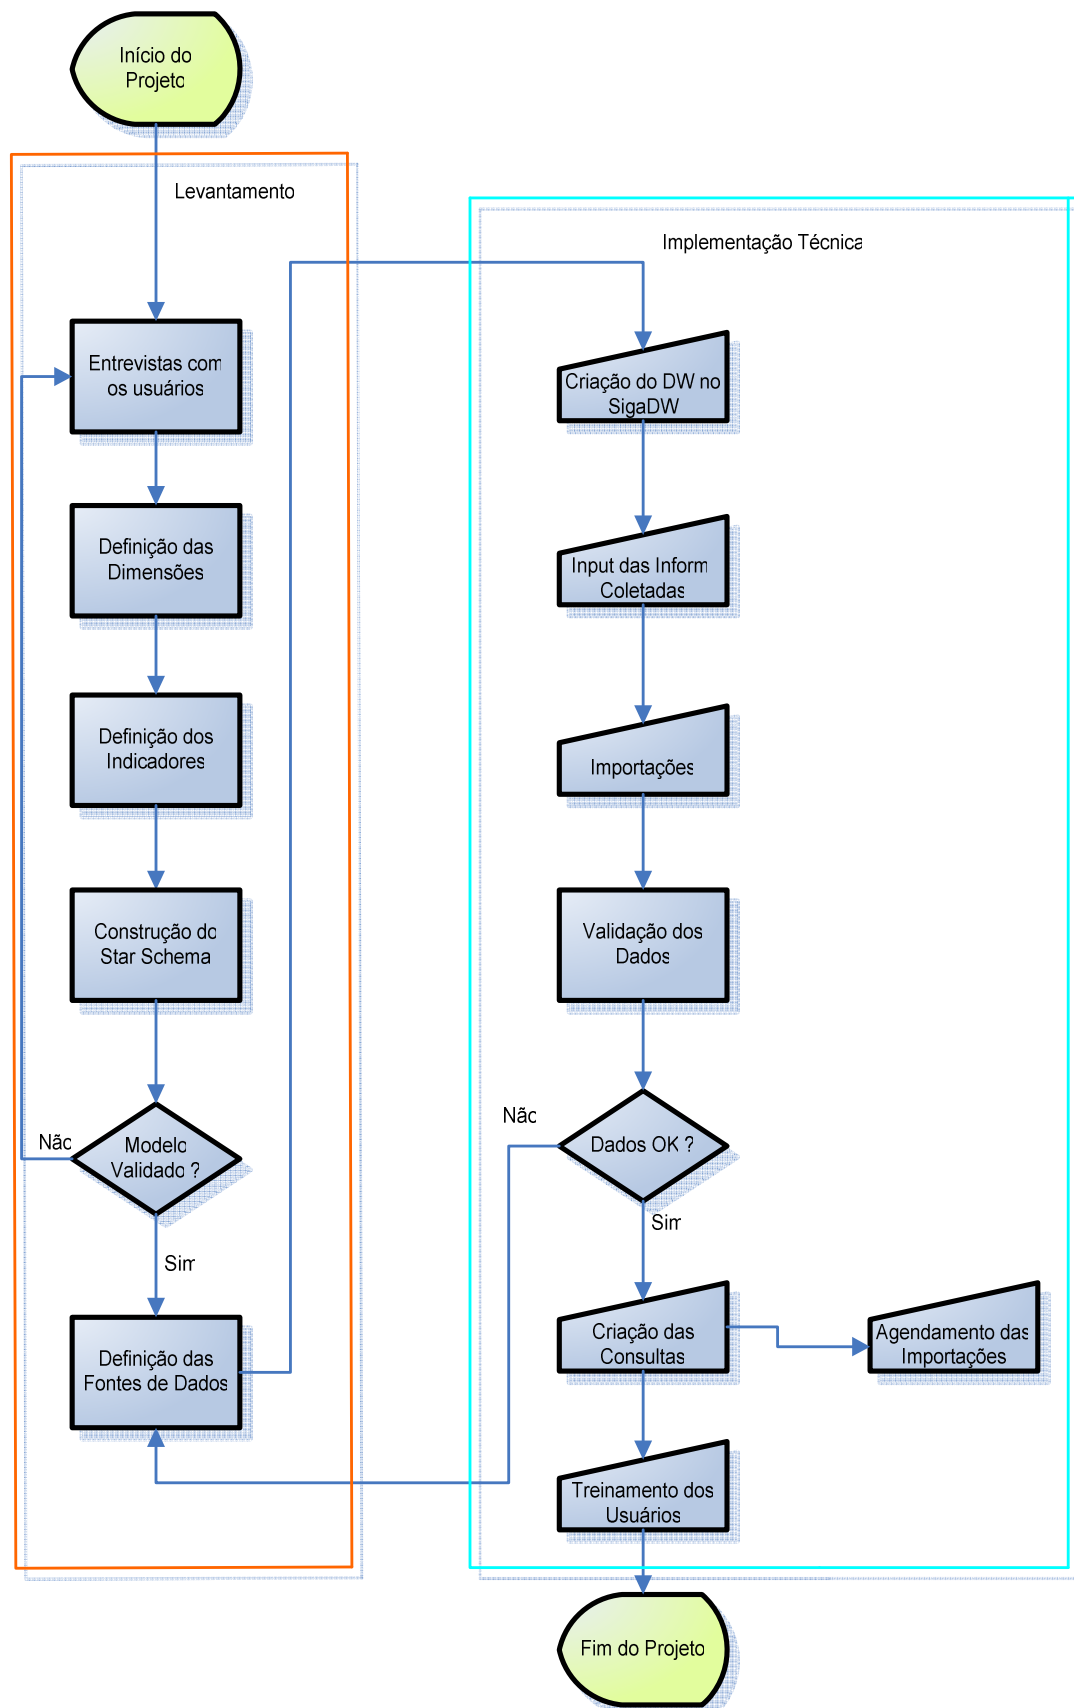 Início do
Projeto
Levantamento
Entrevistas com
os usuários
Definição das
Dimensões
Definição dos
Indicadores
Construção do
Star Schema
Não
Modelo
Validado ?
Sim
Definição das
Fontes de Dados
Implementação Técnica
Criação do DW no
SigaDW
Input das Inform
Coletadas
Importações
Validação dos
Dados
Não
Dados OK ?
Sim
Criação das
Consultas
Agendamento das
Importações
Treinamento dos
Usuários
Fim do Projeto